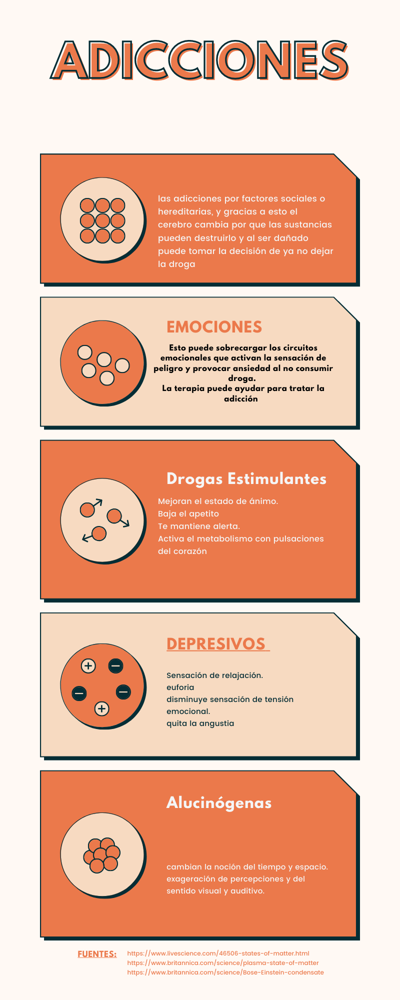 ADICCIONES
las adicciones por factores sociales o
hereditarias, y gracias a esto el
cerebro cambia por que las sustancias
pueden destruirlo y al ser dañado
puede tomar la decisión de ya no dejar
la droga
EMOCIONES
Esto puede sobrecargar los circuitos
emocionales que activan la sensación de
peligro y provocar ansiedad al no consumir
droga.
La terapia puede ayudar para tratar la
adicción
Drogas Estimulantes
Mejoran el estado de ánimo.
Baja el apetito
Te mantiene alerta.
Activa el metabolismo con pulsaciones
del corazón
DEPRESIVOS
Sensación de relajación.
euforia
disminuye sensación de tensión
emocional.
quita la angustia
Alucinógenas
cambian la noción del tiempo y espacio.
exageración de percepciones y del
sentido visual y auditivo.
FUENTES:
https://www.livescience.com/46506-states-of-matter.html
https://www.britannica.com/science/plasma-state-of-matter
https://www.britannica.com/science/Bose-Einstein-condensate